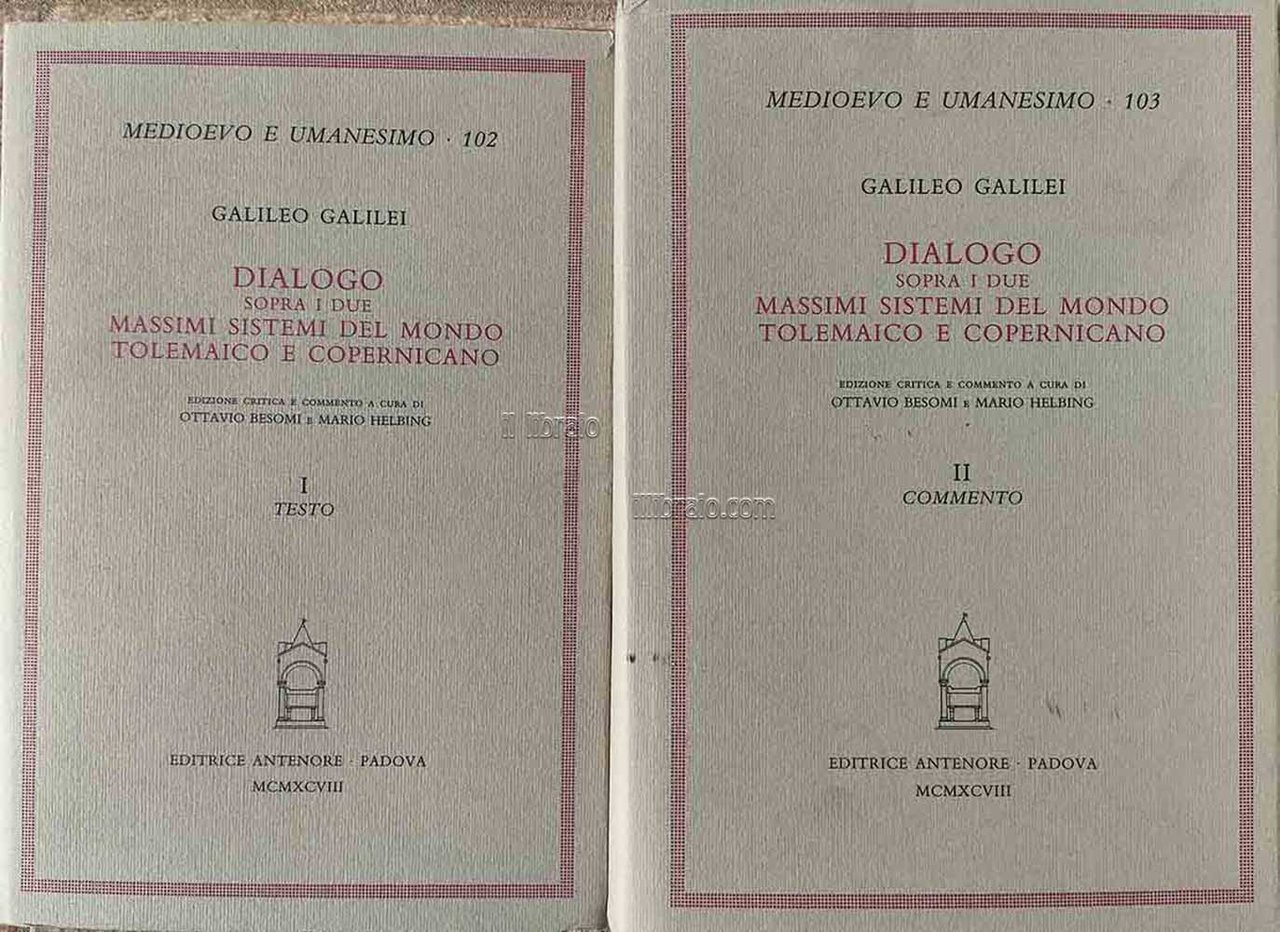 MEDIOEVO E UMANESIMO · 102
GALILEO GALILEI
DIALOGO
SOPRA I DUE
MASSIMI SISTEMI DEL MONDO
TOLEMAICO E COPERNICANO
EDIZIONE CRITICA E COMMENTO A CURA DI
OTTAVIO BESOMI E MARIO HELBING
I
TESTO
EDITRICE ANTENORE · PADOVA
MCMXCVIII
il libraio
MEDIOEVO E UMANESIMO · 103
GALILEO GALILEI
DIALOGO
SOPRA I DUE
MASSIMI SISTEMI DEL MONDO
TOLEMAICO E COPERNICANO
EDIZIONE CRITICA E COMMENTO A CURA DI
OTTAVIO BESOMI E MARIO HELBING
II
COMMENTO
EDITRICE ANTENORE · PADOVA
MCMXCVIII
illibraio.com